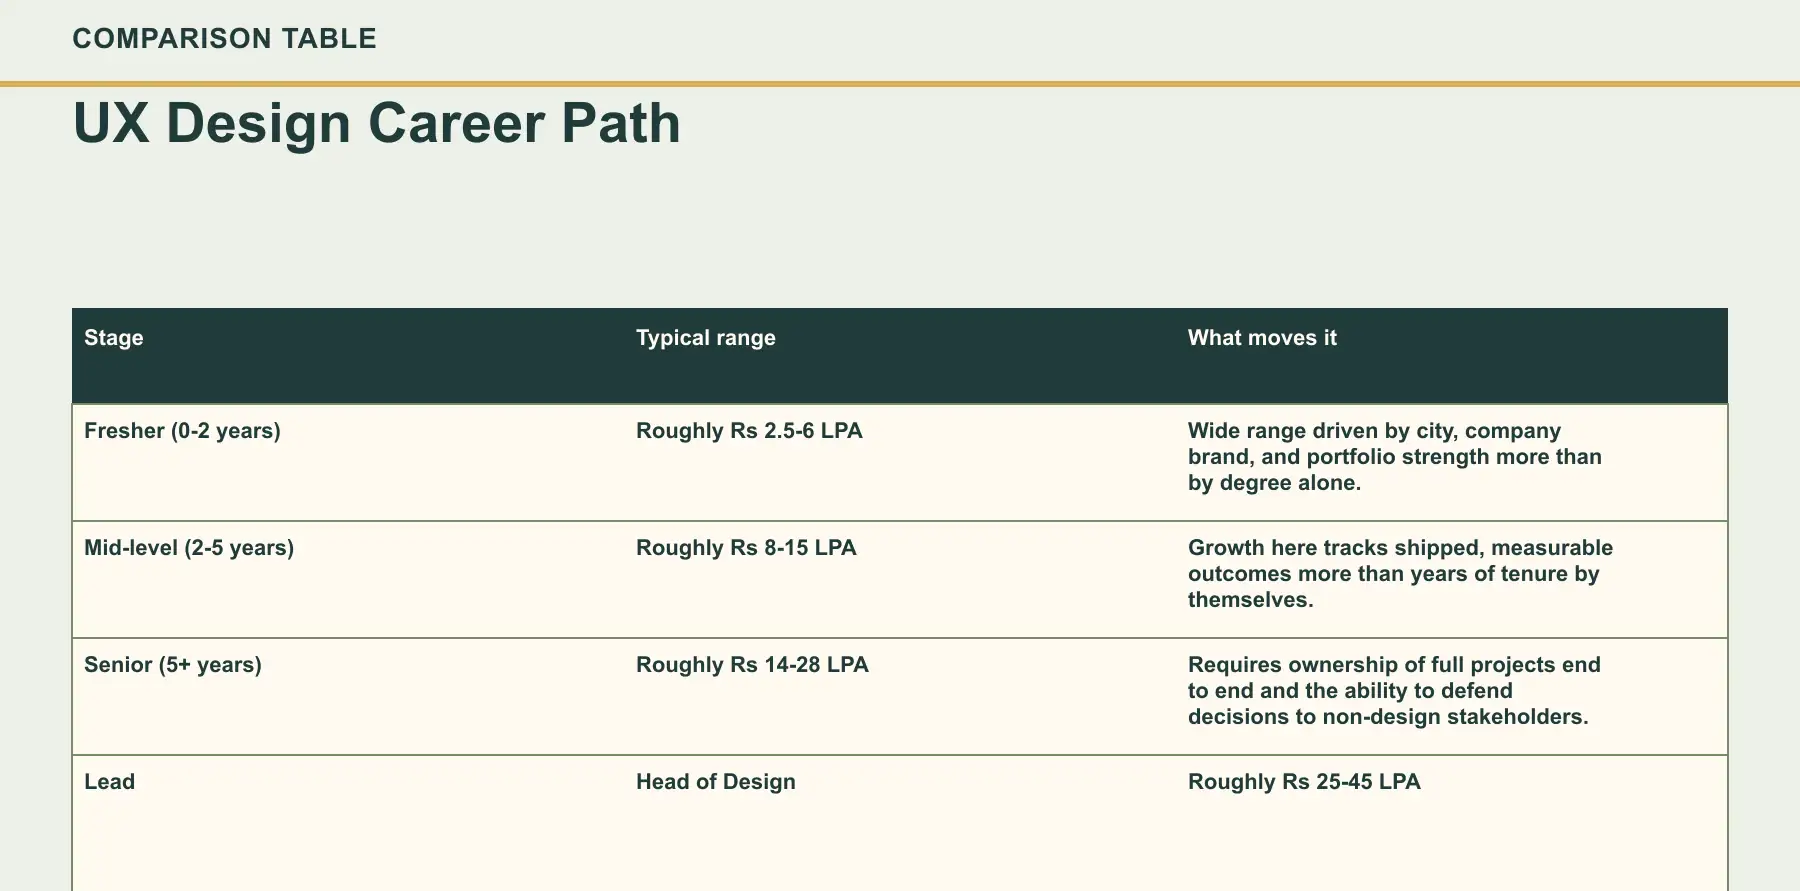 COMPARISON TABLE
UX Design Career Path
Stage
Typical range
What moves it
Fresher (0-2 years)
Roughly Rs 2.5-6 LPA
Wide range driven by city, company
brand, and portfolio strength more than
by degree alone.
Mid-level (2-5 years)
Roughly Rs 8-15 LPA
Growth here tracks shipped, measurable
outcomes more than years of tenure by
themselves.
Senior (5+ years)
Roughly Rs 14-28 LPA
Requires ownership of full projects end
to end and the ability to defend
decisions to non-design stakeholders.
Lead
Head of Design
Roughly Rs 25-45 LPA